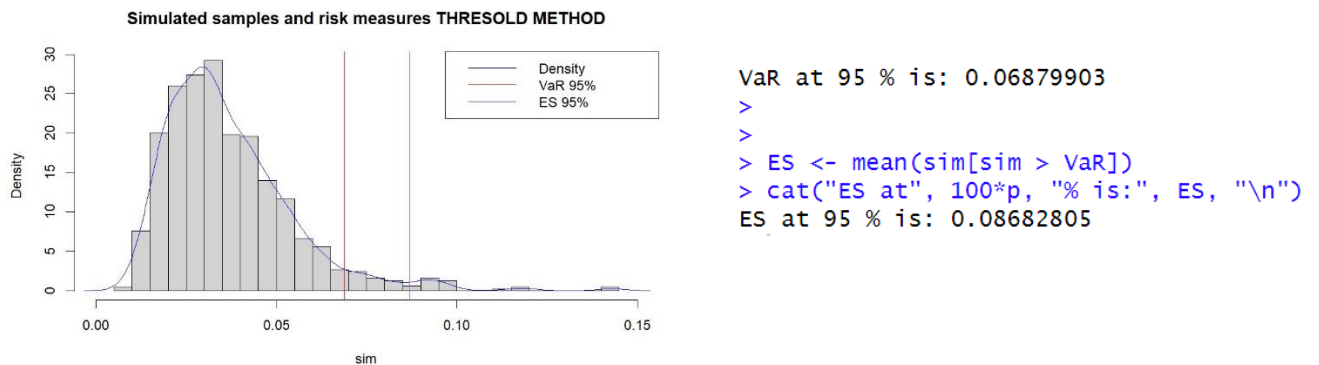 Simulated samples and risk measures THRESOLD METHOD
Density
30
25
20
15
10
5
0
0.00
0.05
0.10
0.15
sim
Density
VaR 95%
ES 95%
VaR at 95 % is: 0.06879903
>
>
> ES <- mean(sim[sim > VaR])
> cat("ES at", 100*p, "% is:", ES, "\n")
ES at 95 % is: 0.08682805